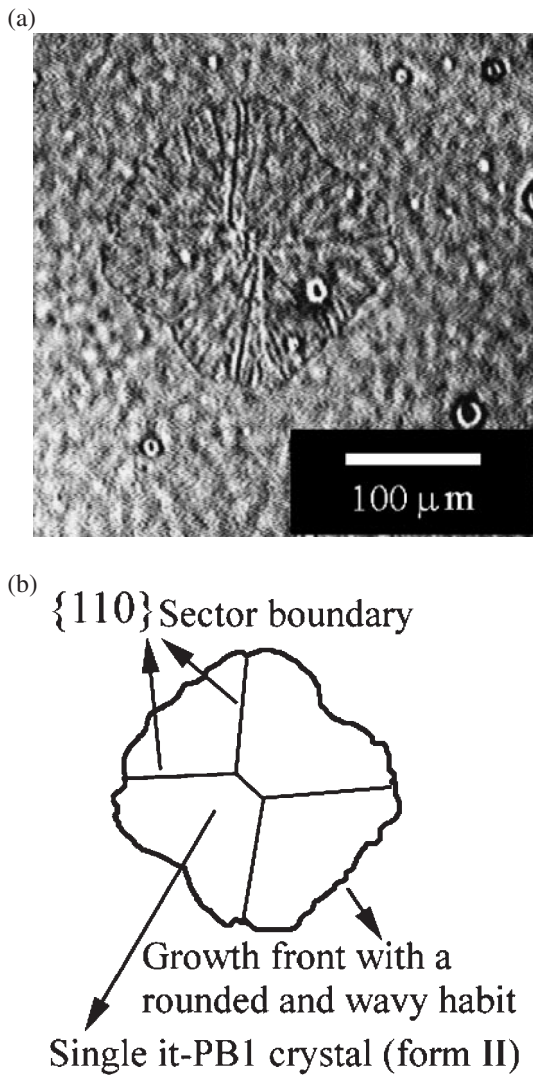 (a)
100 μm
(b)
{110} Sector boundary
Growth front with a
rounded and wavy habit
Single it-PB1 crystal (form II)